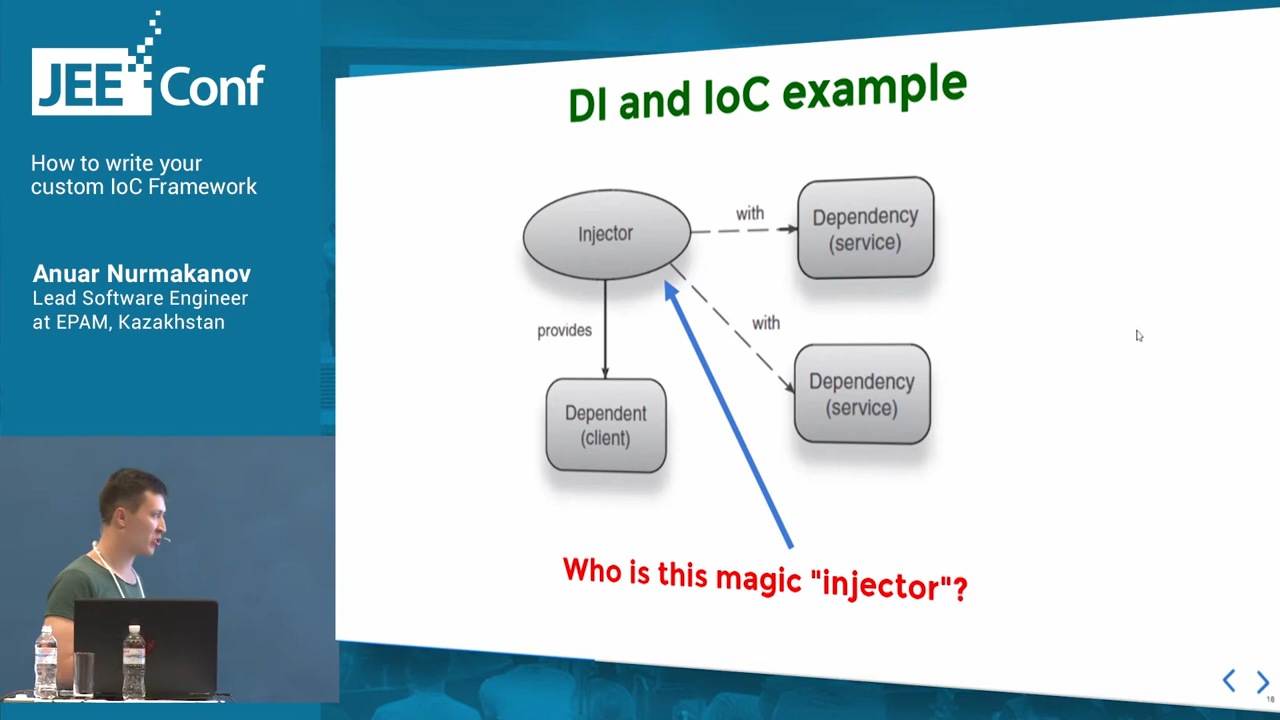 JEE Conf
How to write your
custom IoC Framework
Anuar Nurmakanov
Lead Software Engineer
at EPAM, Kazakhstan
DI and IoC example
Injector
with
Dependency
(service)
provides
with
Dependency
(service)
Dependent
(client)
Who is this magic "injector"?
18